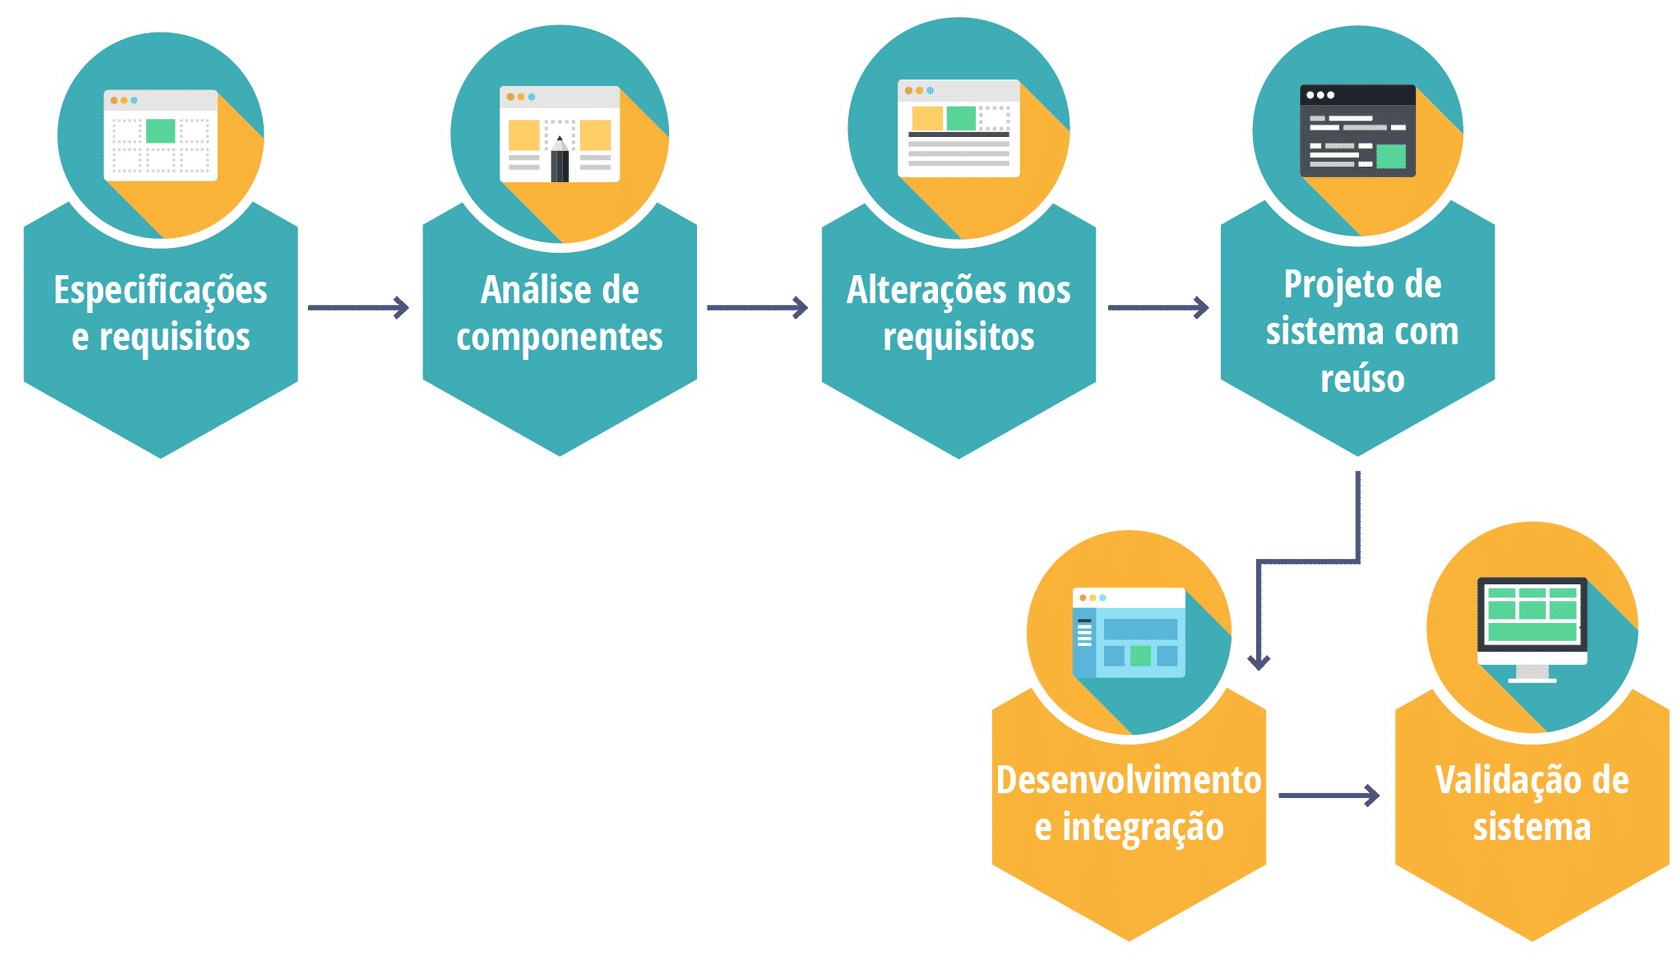 Especificações
e requisitos
Análise de
componentes
Alterações nos
requisitos
Projeto de
sistema com
reúso
Desenvolvimento
e integração
Validação de
sistema